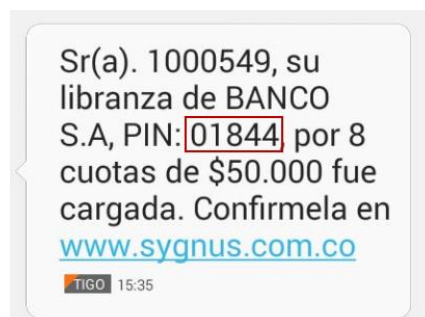 Sr(a). 1000549, su
libranza de BANCO
S.A, PIN: 01844, por 8
cuotas de $50.000 fue
cargada. Confirmela en
www.sygnus.com.co
TIGO 15:35